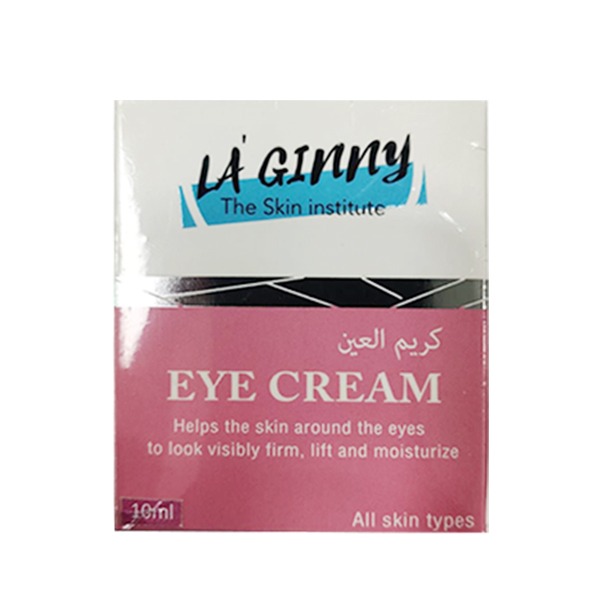 LA' GINNY
The Skin institute
كريم العين
EYE CREAM
Helps the skin around the eyes
to look visibly firm, lift and moisturize
10ml
All skin types